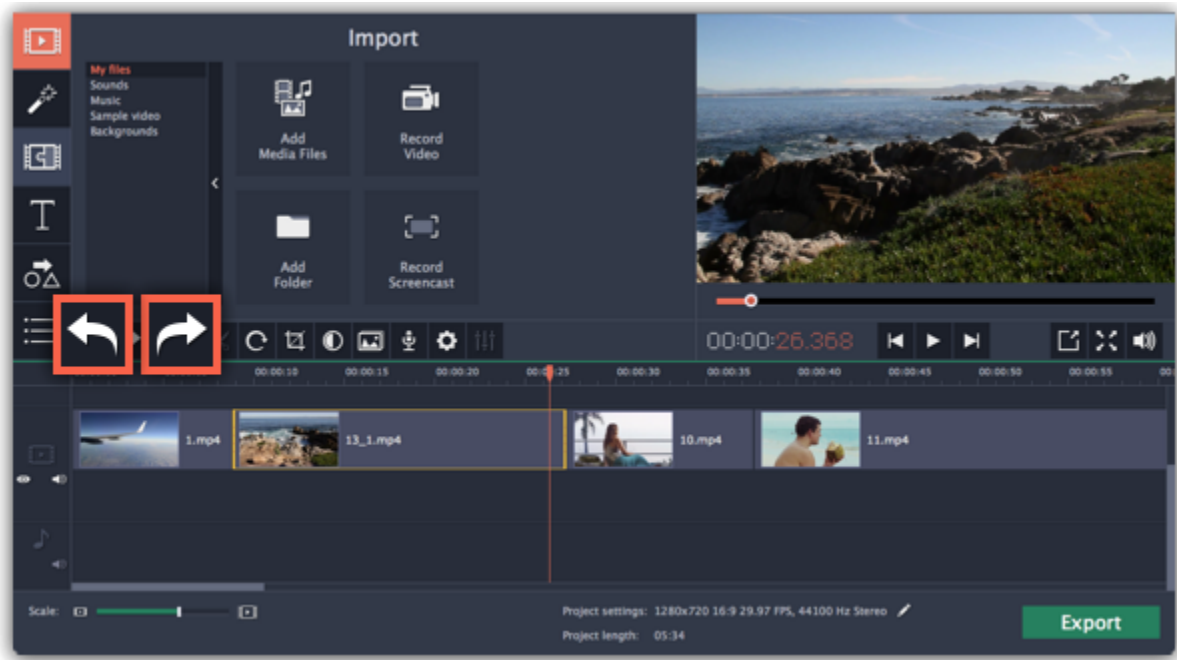 Import
My files
Sounds
Music
Sample video
Backgrounds
Add
Media Files
Record
Video
Add
Folder
Record
Screencast
00:00:26.368
00:00:10
00:00:15
00:00:20
00:00:30
00:00:35
00:00:40
00:00:45
00:00:50
00:00:55
1.mp4
13_1.mp4
10.mp4
11.mp4
Scale:
Project settings: 1280x720 16:9 29.97 FPS, 44100 Hz Stereo
Project length: 05:34
Export